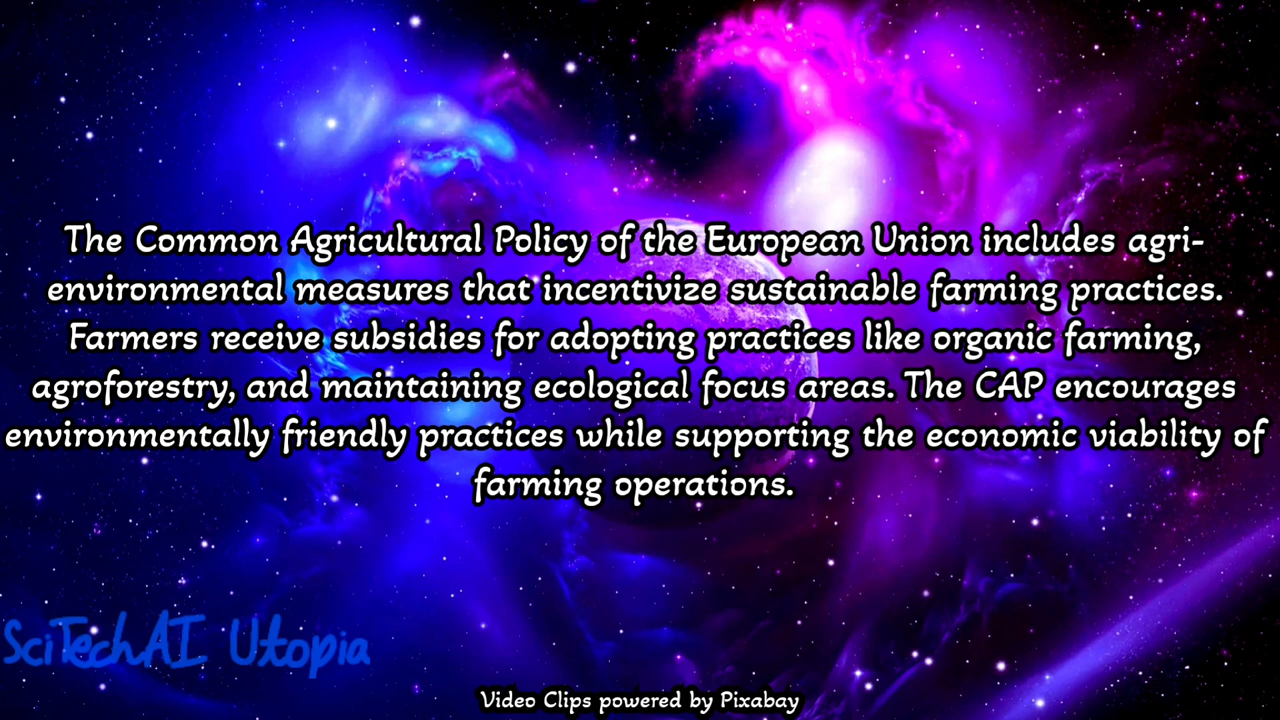 The Common Agricultural Policy of the European Union includes agri-
environmental measures that incentivize sustainable farming practices.
Farmers receive subsidies for adopting practices like organic farming,
agroforestry, and maintaining ecological focus areas. The CAP encourages
environmentally friendly practices while supporting the economic viability of
farming operations.
SciTechAI Utopia
Video Clips powered by Pixabay